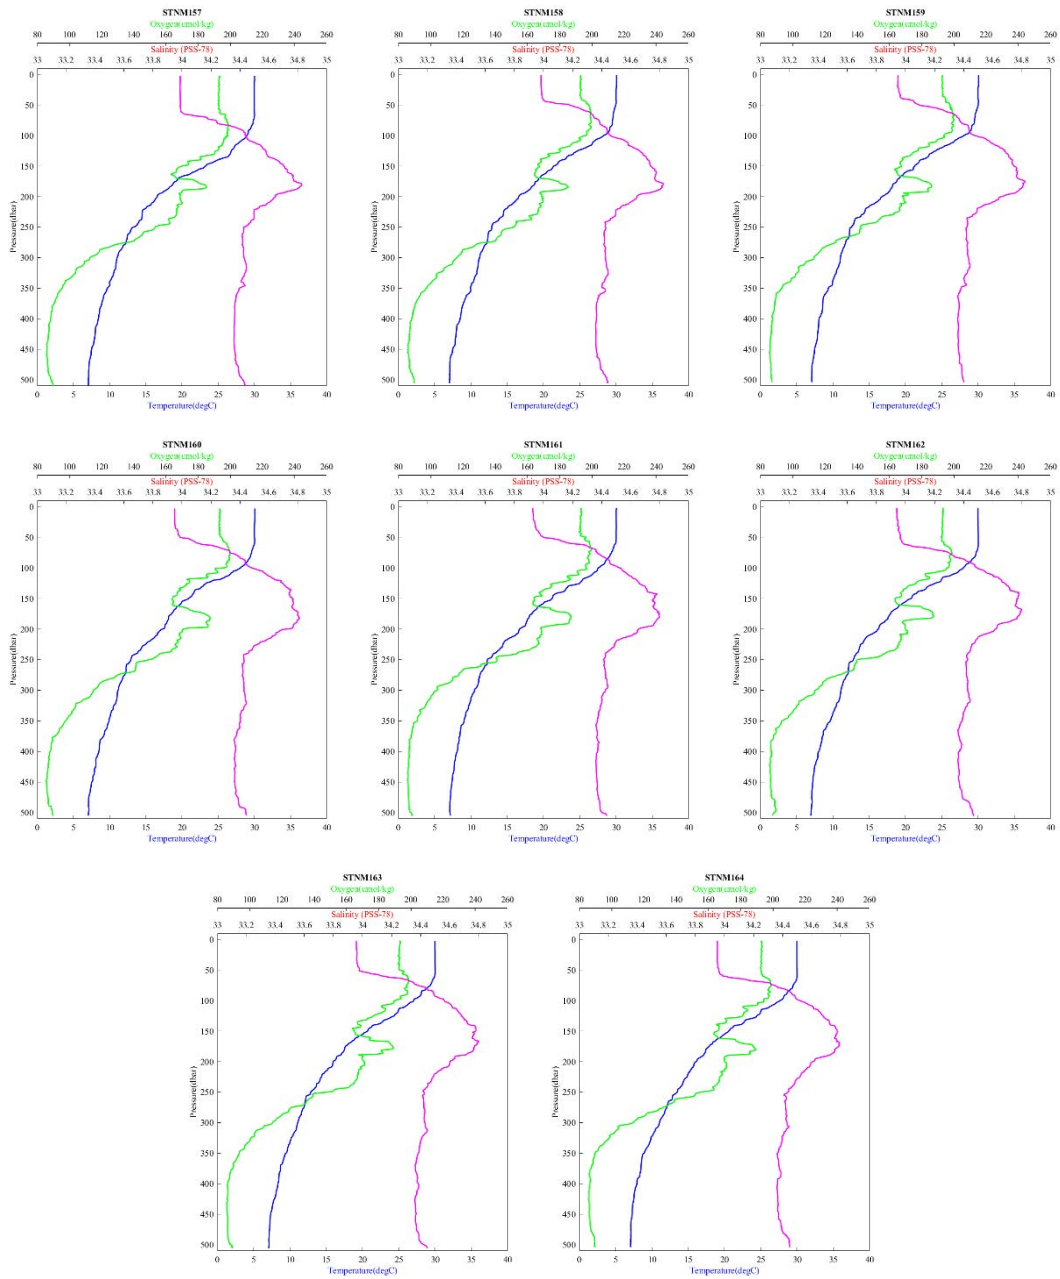 STNM157
Oxygen(umol/kg)
80 100 120 140 160 180 200 220 240 260
Salinity (PSS-78)
33 33.2 33.4 33.6 33.8 34 34.2 34.4 34.6 34.8 35
0
50
100
150
200
250
300
350
400
450
500
Pressure(dbar)
0 5 10 15 20 25 30 35 40
Temperature(degC)
STNM158
Oxygen(umol/kg)
80 100 120 140 160 180 200 220 240 260
Salinity (PSS-78)
33 33.2 33.4 33.6 33.8 34 34.2 34.4 34.6 34.8 35
0
50
100
150
200
250
300
350
400
450
500
Pressure(dbar)
0 5 10 15 20 25 30 35 40
Temperature(degC)
STNM159
Oxygen(umol/kg)
80 100 120 140 160 180 200 220 240 260
Salinity (PSS-78)
33 33.2 33.4 33.6 33.8 34 34.2 34.4 34.6 34.8 35
0
50
100
150
200
250
300
350
400
450
500
Pressure(dbar)
0 5 10 15 20 25 30 35 40
Temperature(degC)
STNM160
Oxygen(umol/kg)
80 100 120 140 160 180 200 220 240 260
Salinity (PSS-78)
33 33.2 33.4 33.6 33.8 34 34.2 34.4 34.6 34.8 35
0
50
100
150
200
250
300
350
400
450
500
Pressure(dbar)
0 5 10 15 20 25 30 35 40
Temperature(degC)
STNM161
Oxygen(umol/kg)
80 100 120 140 160 180 200 220 240 260
Salinity (PSS-78)
33 33.2 33.4 33.6 33.8 34 34.2 34.4 34.6 34.8 35
0
50
100
150
200
250
300
350
400
450
500
Pressure(dbar)
0 5 10 15 20 25 30 35 40
Temperature(degC)
STNM162
Oxygen(umol/kg)
80 100 120 140 160 180 200 220 240 260
Salinity (PSS-78)
33 33.2 33.4 33.6 33.8 34 34.2 34.4 34.6 34.8 35
0
50
100
150
200
250
300
350
400
450
500
Pressure(dbar)
0 5 10 15 20 25 30 35 40
Temperature(degC)
STNM163
Oxygen(umol/kg)
80 100 120 140 160 180 200 220 240 260
Salinity (PSS-78)
33 33.2 33.4 33.6 33.8 34 34.2 34.4 34.6 34.8 35
0
50
100
150
200
250
300
350
400
450
500
Pressure(dbar)
0 5 10 15 20 25 30 35 40
Temperature(degC)
STNM164
Oxygen(umol/kg)
80 100 120 140 160 180 200 220 240 260
Salinity (PSS-78)
33 33.2 33.4 33.6 33.8 34 34.2 34.4 34.6 34.8 35
0
50
100
150
200
250
300
350
400
450
500
Pressure(dbar)
0 5 10 15 20 25 30 35 40
Temperature(degC)